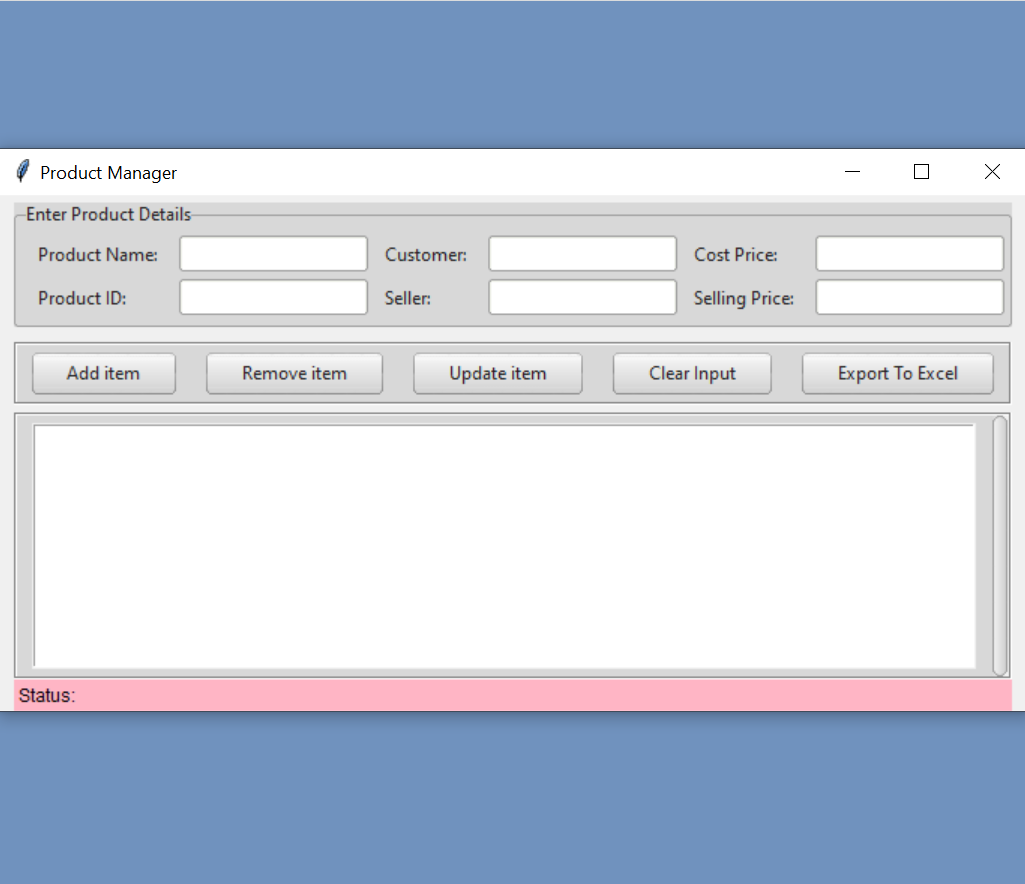 Product Manager
Enter Product Details
Product Name: Customer: Cost Price:
Product ID: Seller: Selling Price:
Add item Remove item Update item Clear Input Export To Excel
Status: